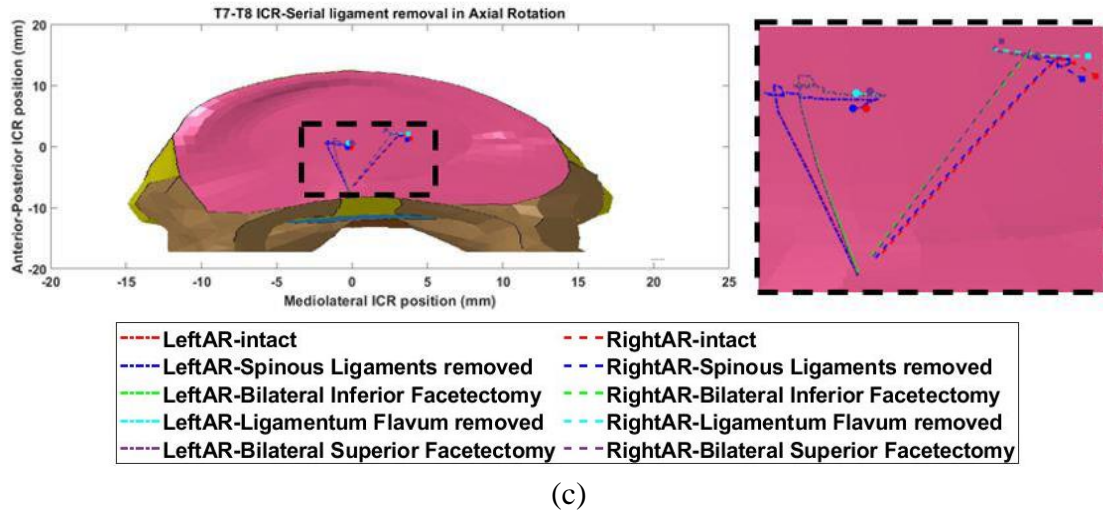 T7-T8 ICR-Serial ligament removal in Axial Rotation
Anterior-Posterior ICR position (mm)
20
10
0
-10
-20
-20
-15
-10
-5
0
5
10
15
20
25
Mediolateral ICR position (mm)
LeftAR-intact
RightAR-intact
LeftAR-Spinous Ligaments removed
RightAR-Spinous Ligaments removed
LeftAR-Bilateral Inferior Facetectomy
RightAR-Bilateral Inferior Facetectomy
LeftAR-Ligamentum Flavum removed
RightAR-Ligamentum Flavum removed
LeftAR-Bilateral Superior Facetectomy
RightAR-Bilateral Superior Facetectomy
(c)